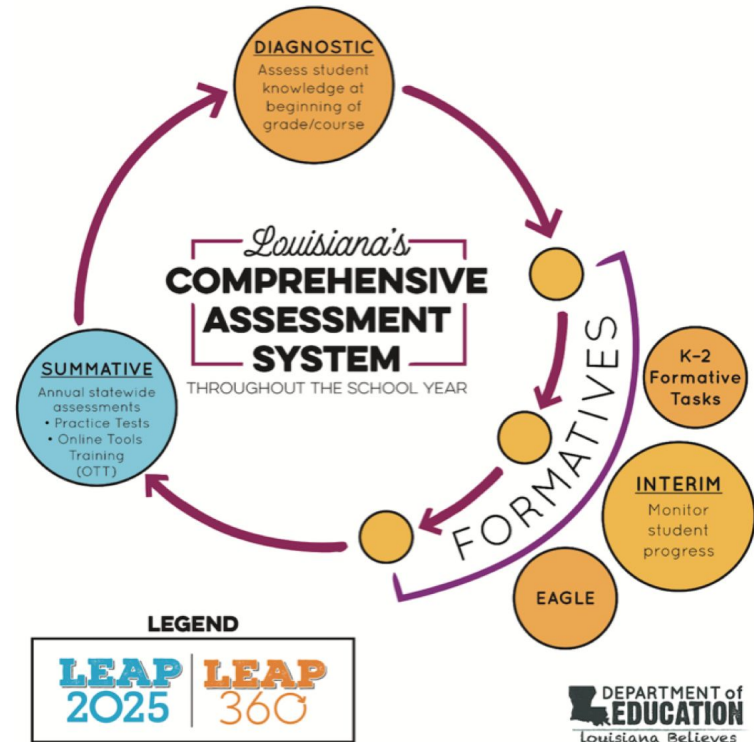 DIAGNOSTIC
Assess student
knowledge at
beginning of
grade/course
Louisiana's
COMPREHENSIVE
ASSESSMENT
SYSTEM
THROUGHOUT THE SCHOOL YEAR
SUMMATIVE
Annual statewide
assessments
• Practice Tests
• Online Tools
Training
(OTT)
FORMATIVES
K-2
Formative
Tasks
INTERIM
Monitor
student
progress
EAGLE
LEGEND
LEAP
2025
LEAP
360
DEPARTMENT of
EDUCATION
Louisiana Believes